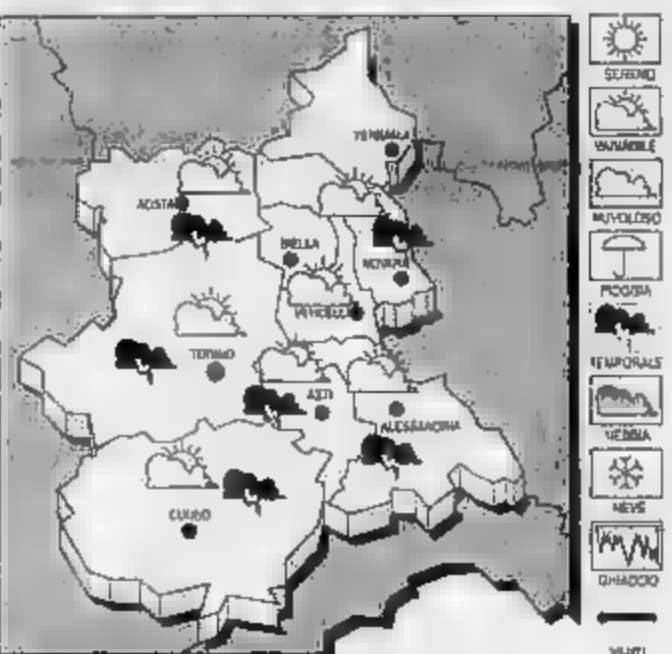 SERENO
VARIABILE
NUVOLOSO
PIOGGIA
TEMPORALE
NEBBIA
NEVE
GHIACCIO
VENTI
VERBANIA
AOSTA
BIELLA
NOVARA
VERCELLI
TORINO
ASTI
ALESSANDRIA
CUNEO